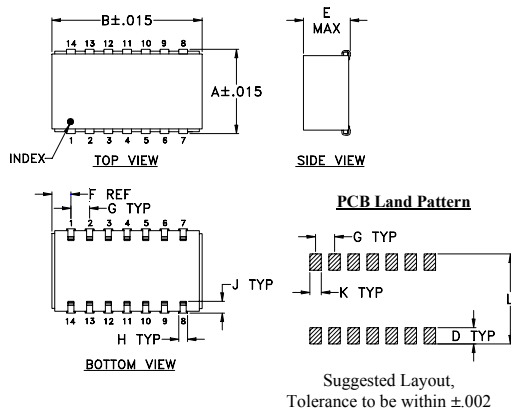 B±.015
E
MAX
14 13 12 11 10 9 8
A±.015
INDEX
1 2 3 4 5 6 7
TOP VIEW
SIDE VIEW
F REF
G TYP
1 2 3 4 5 6 7
J TYP
14 13 12 11 10 9 8
H TYP
BOTTOM VIEW
PCB Land Pattern
G TYP
K TYP
L
D TYP
Suggested Layout,
Tolerance to be within ±.002